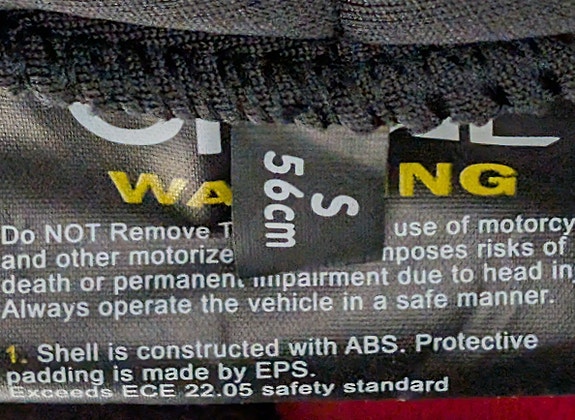 WA NG
S
56cm
Do NOT Remove T use of motorcy
and other motorize mposes risks of
death or permanent impairment due to head in
Always operate the vehicle in a safe manner.
1. Shell is constructed with ABS. Protective
padding is made by EPS.
Exceeds ECE 22.05 safety standard